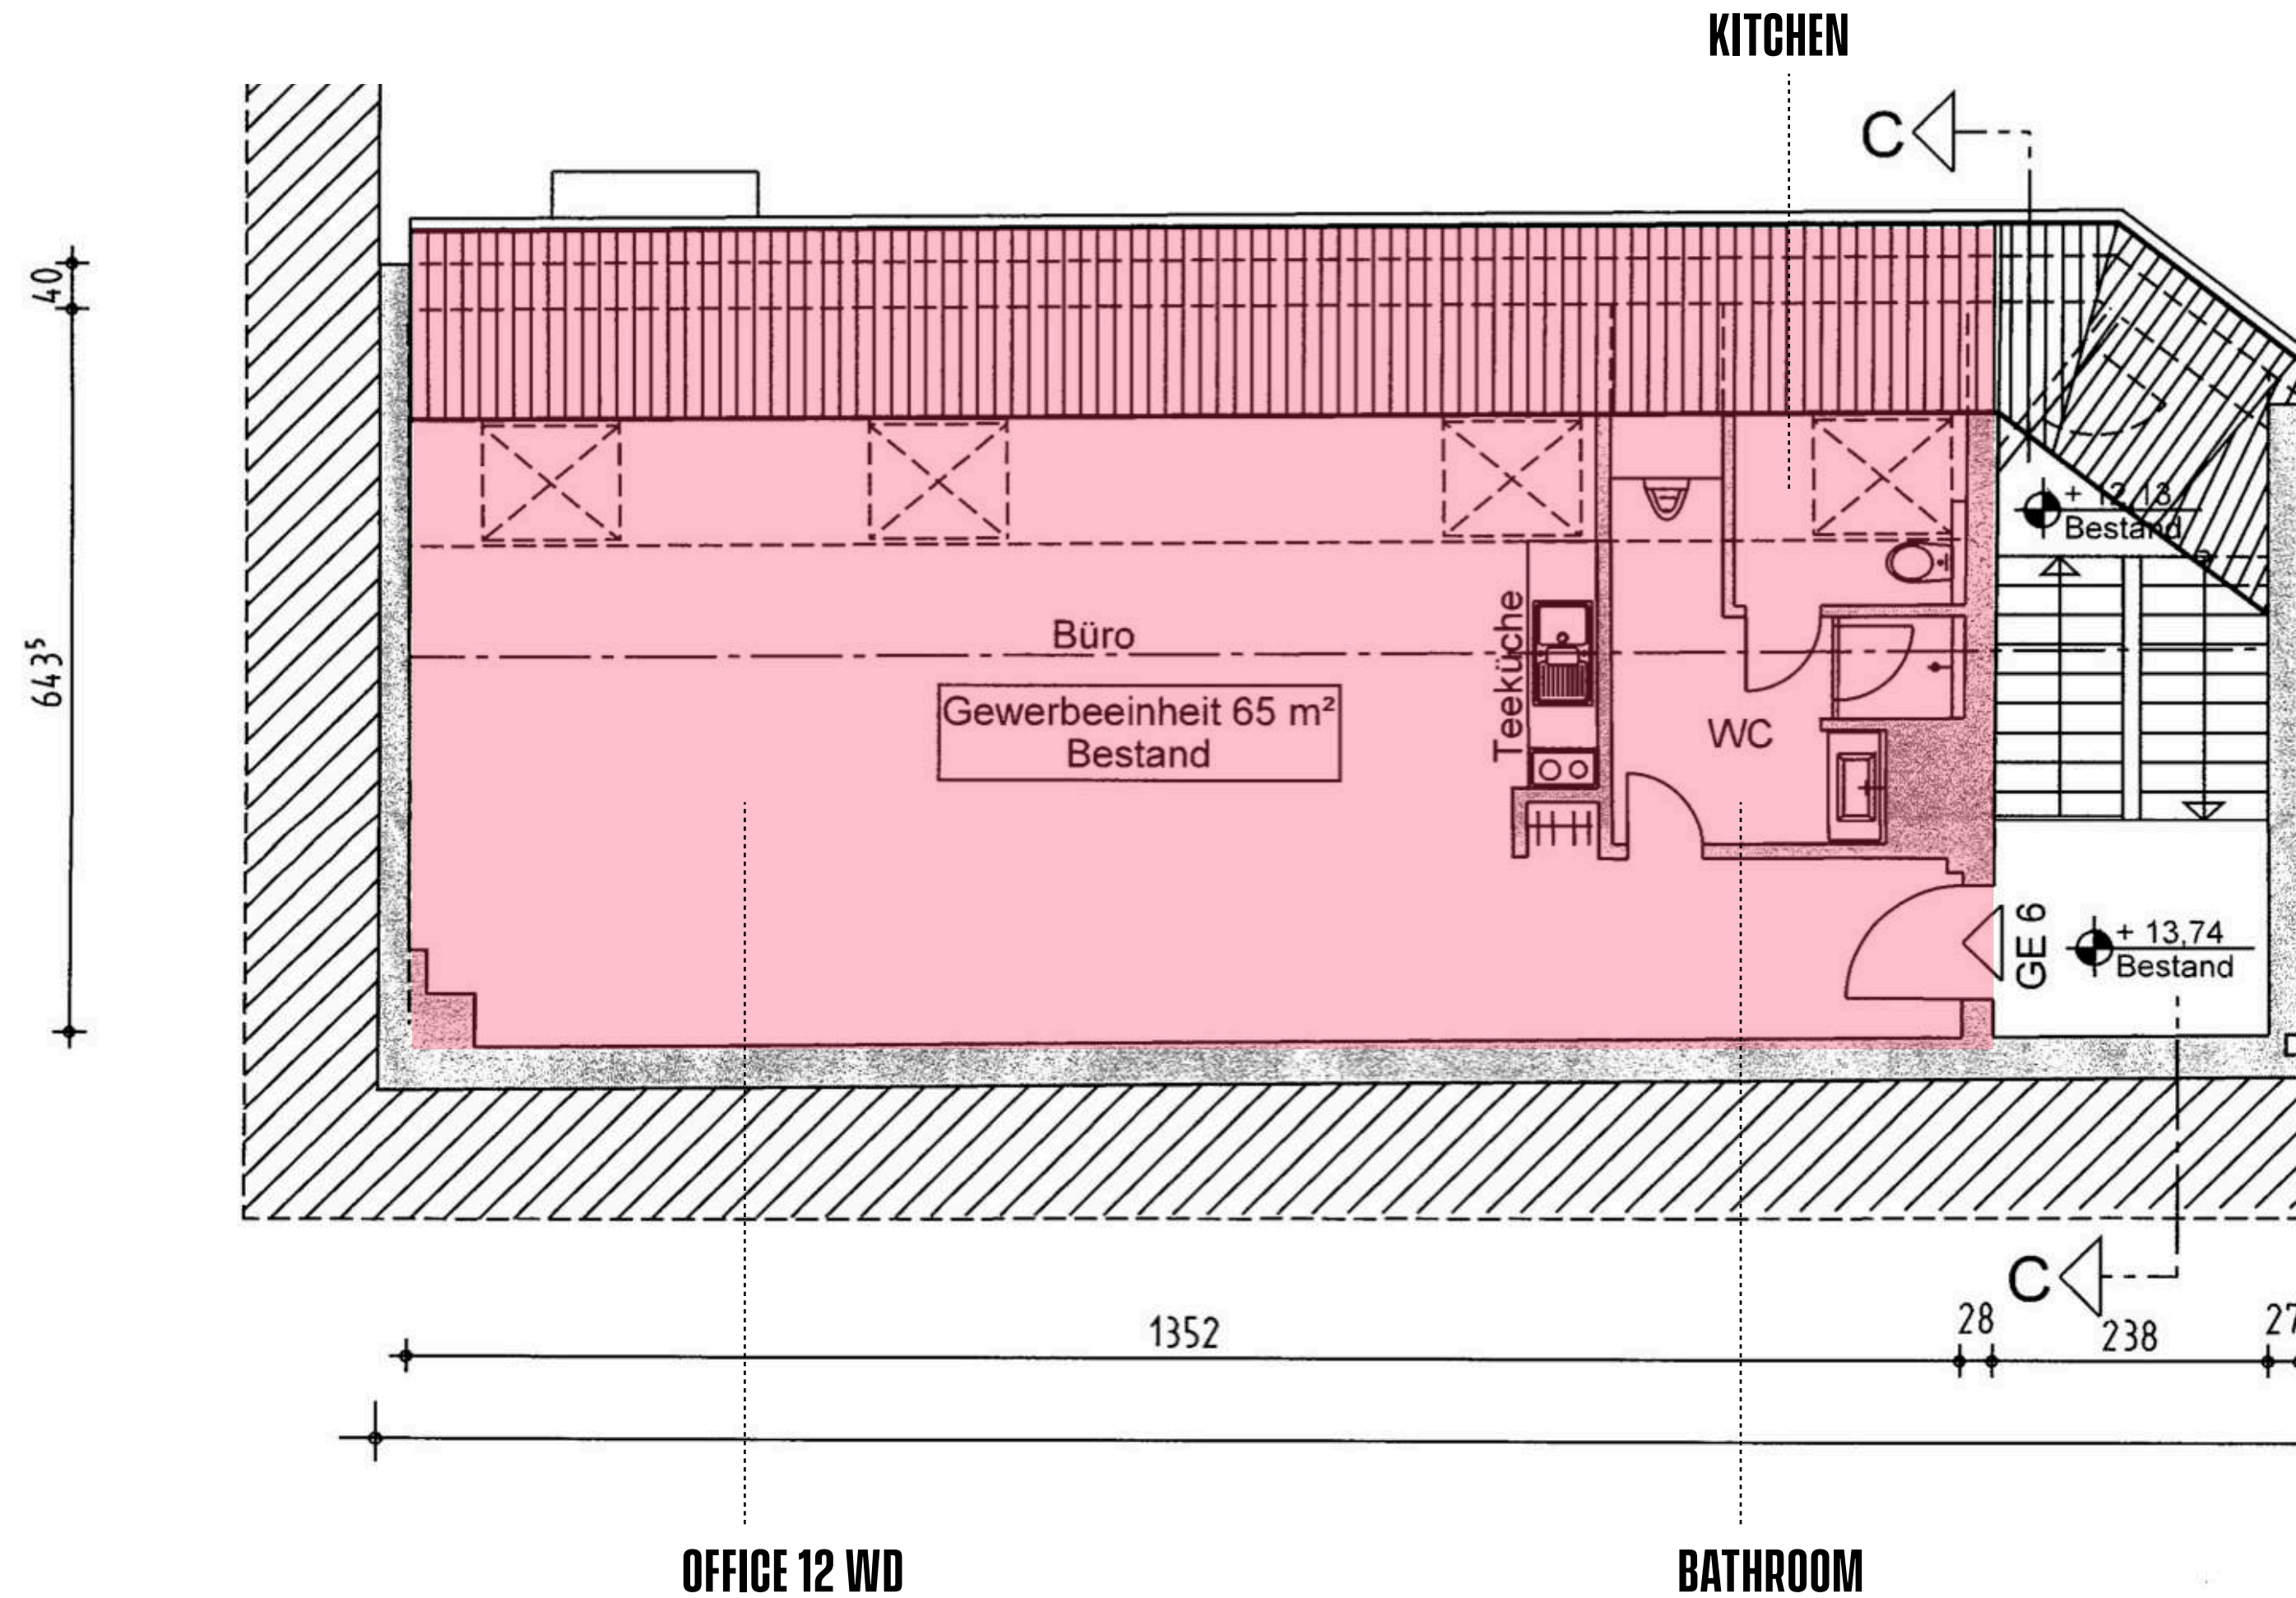 KITCHEN
C
40
+ 12,13
Bestand
643⁵
Büro
Teeküche
Gewerbeeinheit 65 m²
Bestand
WC
GE 6
+ 13,74
Bestand
C
1352
28
238
27
OFFICE 12 WD
BATHROOM